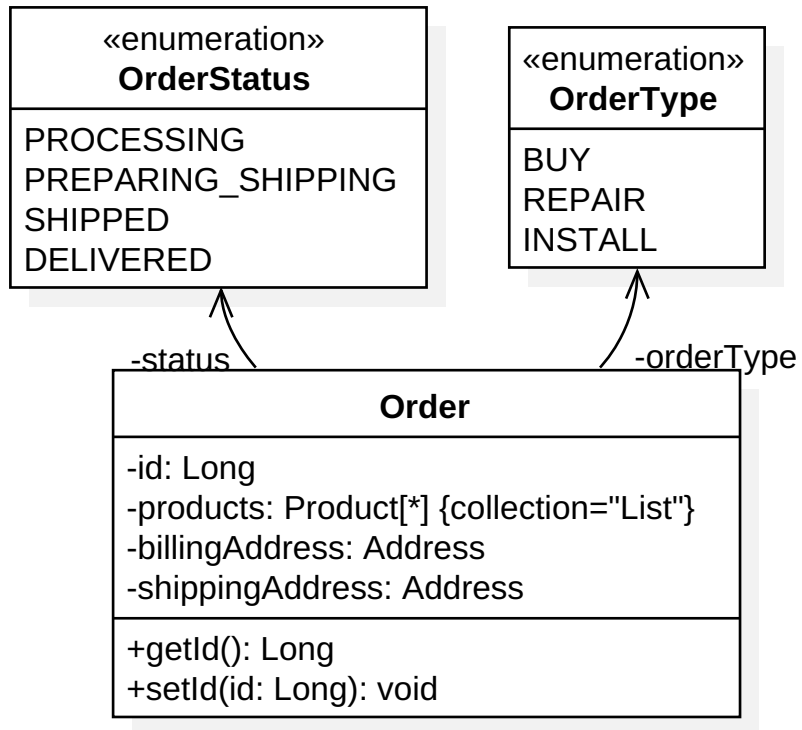 «enumeration»
OrderStatus
PROCESSING
PREPARING_SHIPPING
SHIPPED
DELIVERED
«enumeration»
OrderType
BUY
REPAIR
INSTALL
-status
-orderType
Order
-id: Long
-products: Product[*] {collection="List"}
-billingAddress: Address
-shippingAddress: Address
+getId(): Long
+setId(id: Long): void